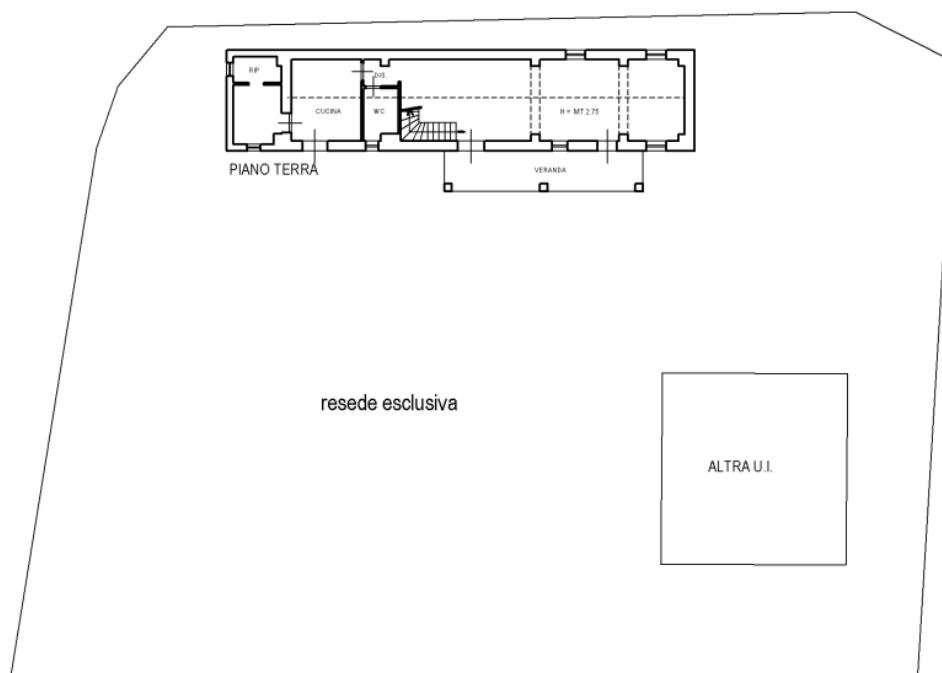 RIP
DIS.
CUCINA
WC
H = MT 2.75
PIANO TERRA
VERANDA
resede esclusiva
ALTRA U.I.